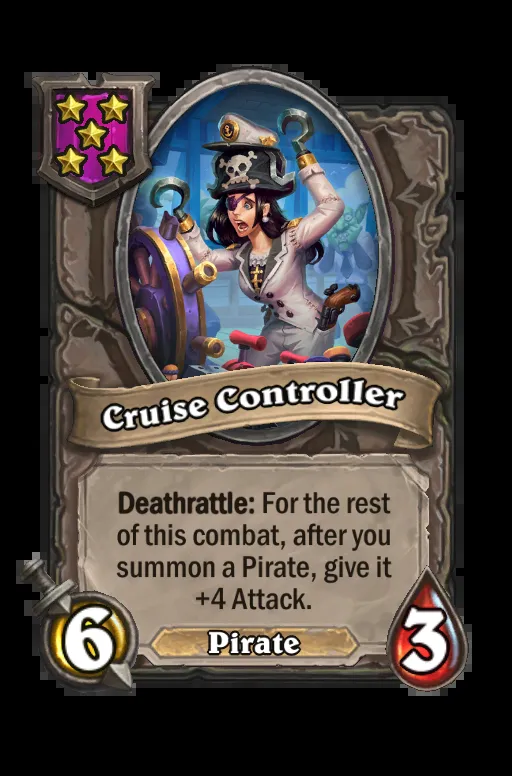 Cruise Controller
Deathrattle: For the rest
of this combat, after you
summon a Pirate, give it
+4 Attack.
6
Pirate
3